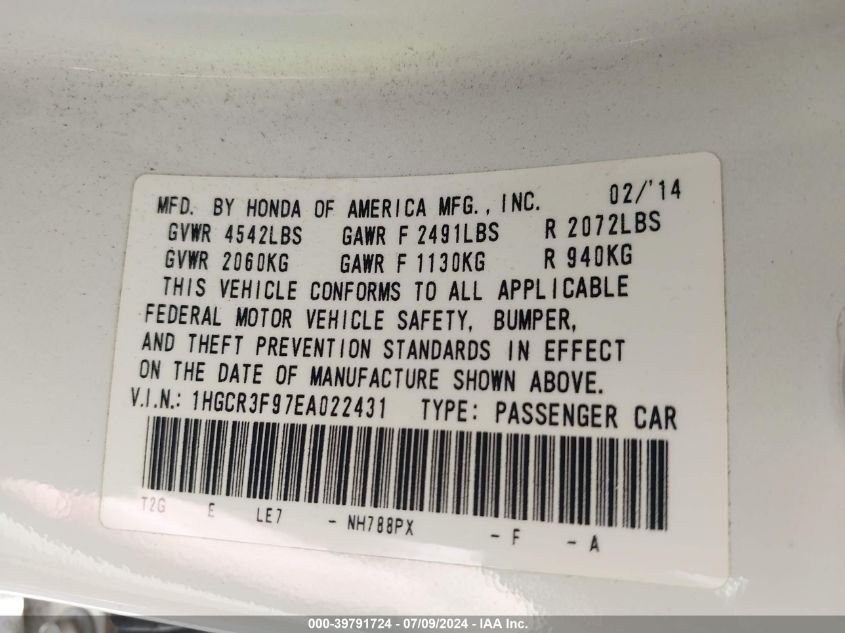 MFD. BY HONDA OF AMERICA MFG., INC. 02/'14
GVWR 4542LBS GAWR F 2491LBS R 2072LBS
GVWR 2060KG GAWR F 1130KG R 940KG
THIS VEHICLE CONFORMS TO ALL APPLICABLE
FEDERAL MOTOR VEHICLE SAFETY, BUMPER,
AND THEFT PREVENTION STANDARDS IN EFFECT
ON THE DATE OF MANUFACTURE SHOWN ABOVE.
V.I.N.: 1HGCR3F97EA022431 TYPE: PASSENGER CAR
T2G E LE7 - NH788PX - F - A
000-39791724 - 07/09/2024 - IAA Inc.